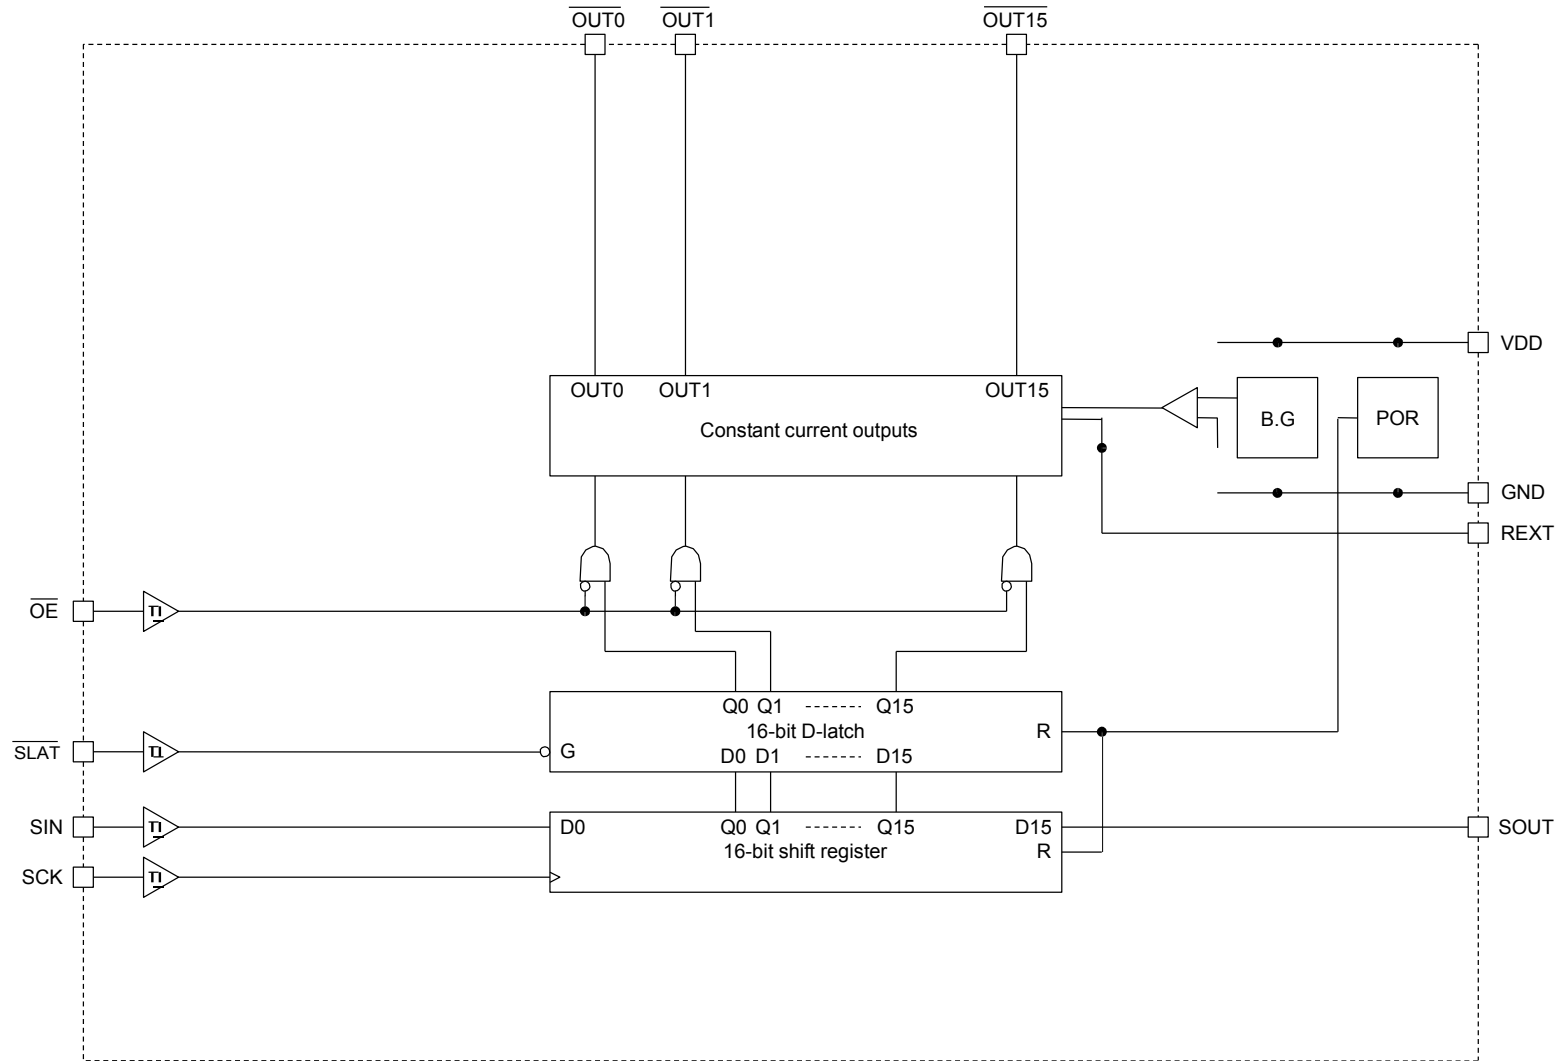 OUT0 OUT1 OUT15
VDD
OUT0 OUT1 OUT15
Constant current outputs
B.G
POR
GND
REXT
OE
Q0 Q1 Q15
16-bit D-latch
R
SLAT
G
D0 D1 D15
SIN
D0
Q0 Q1 Q15
D15
SOUT
16-bit shift register
R
SCK